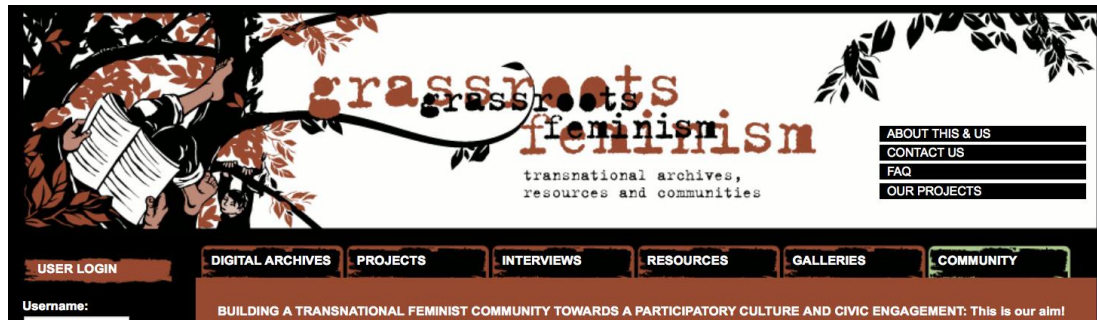 grassroots
grassroots
feminism
feminism
transnational archives,
resources and communities
ABOUT THIS & US
CONTACT US
FAQ
OUR PROJECTS
USER LOGIN
DIGITAL ARCHIVES
PROJECTS
INTERVIEWS
RESOURCES
GALLERIES
COMMUNITY
Username:
BUILDING A TRANSNATIONAL FEMINIST COMMUNITY TOWARDS A PARTICIPATORY CULTURE AND CIVIC ENGAGEMENT: This is our aim!